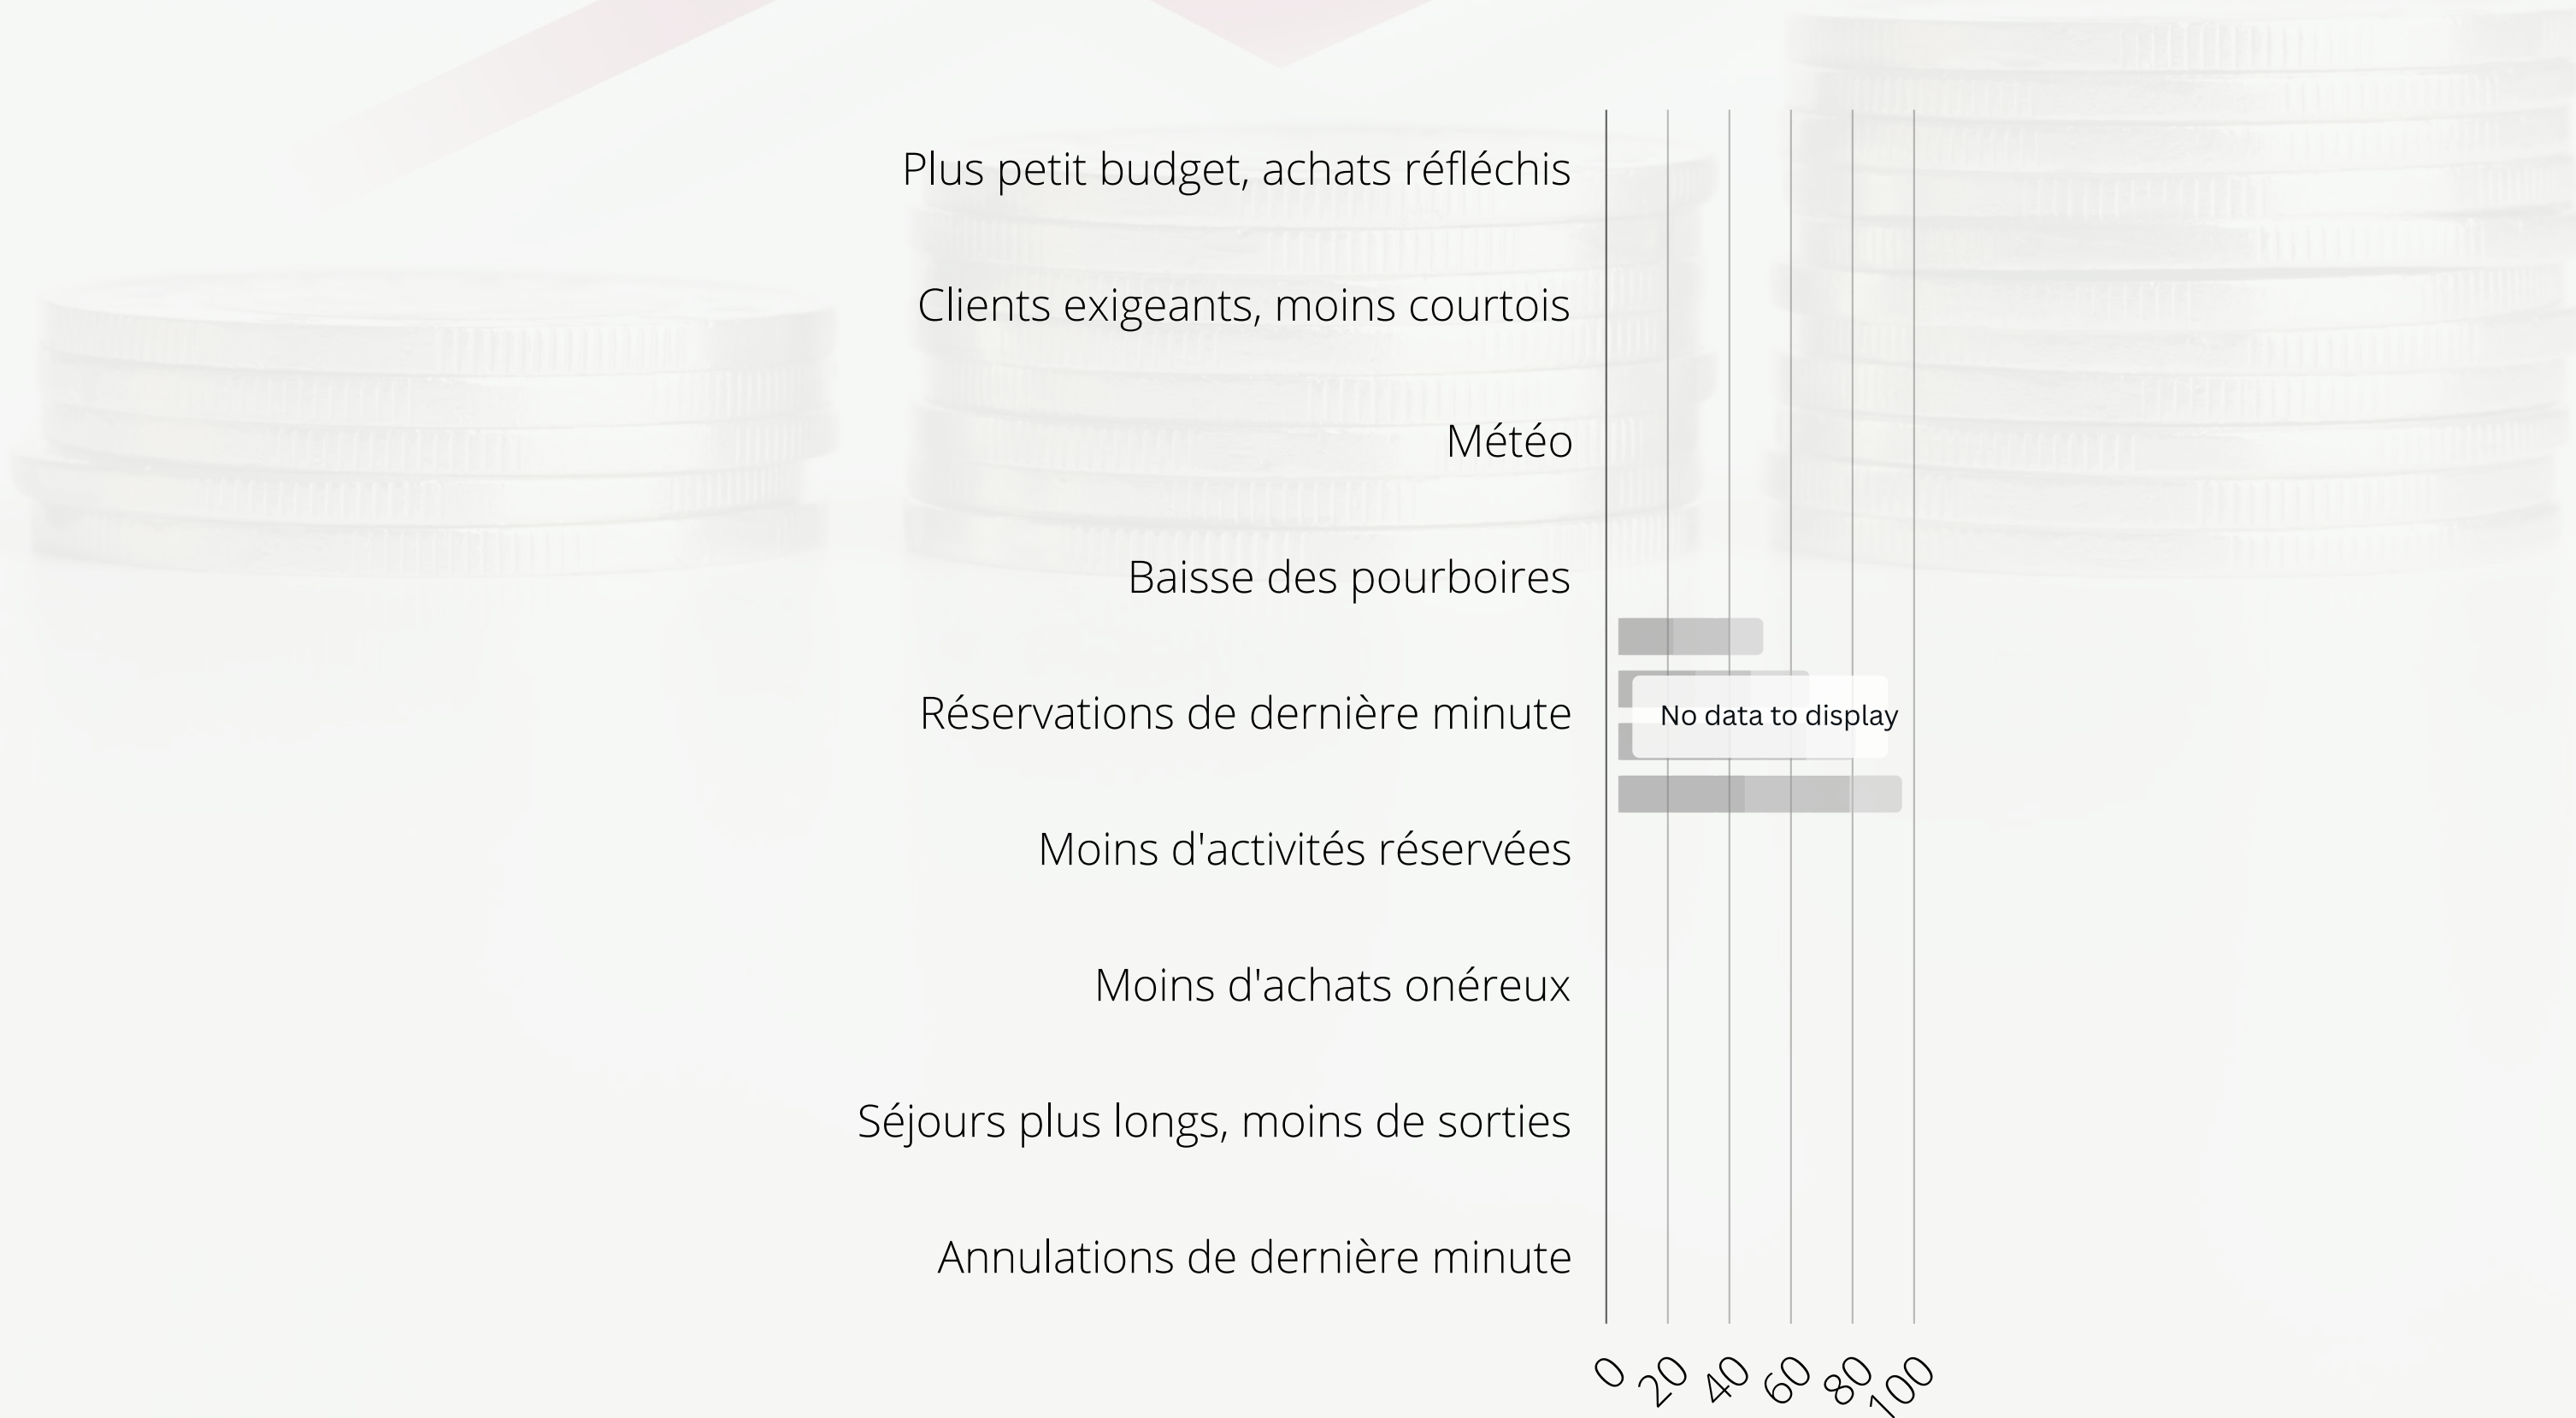 Plus petit budget, achats réfléchis
Clients exigeants, moins courtois
Météo
Baisse des pourboires
Réservations de dernière minute
No data to display
Moins d'activités réservées
Moins d'achats onéreux
Séjours plus longs, moins de sorties
Annulations de dernière minute
0 20 40 60 80 100